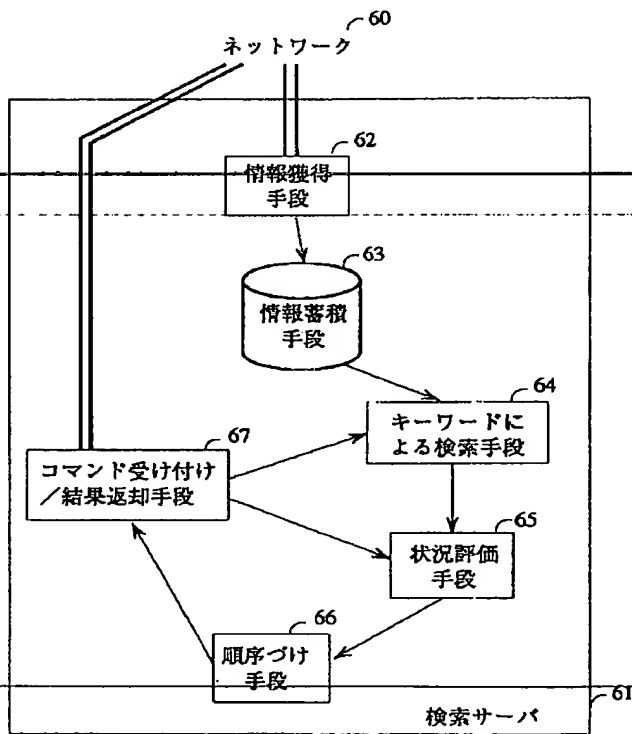 60
ネットワーク
62
情報獲得
手段
63
情報蓄積
手段
64
キーワードに
よる検索手段
67
コマンド受け付け
／結果返却手段
65
状況評価
手段
66
順序づけ
手段
61
検索サーバ